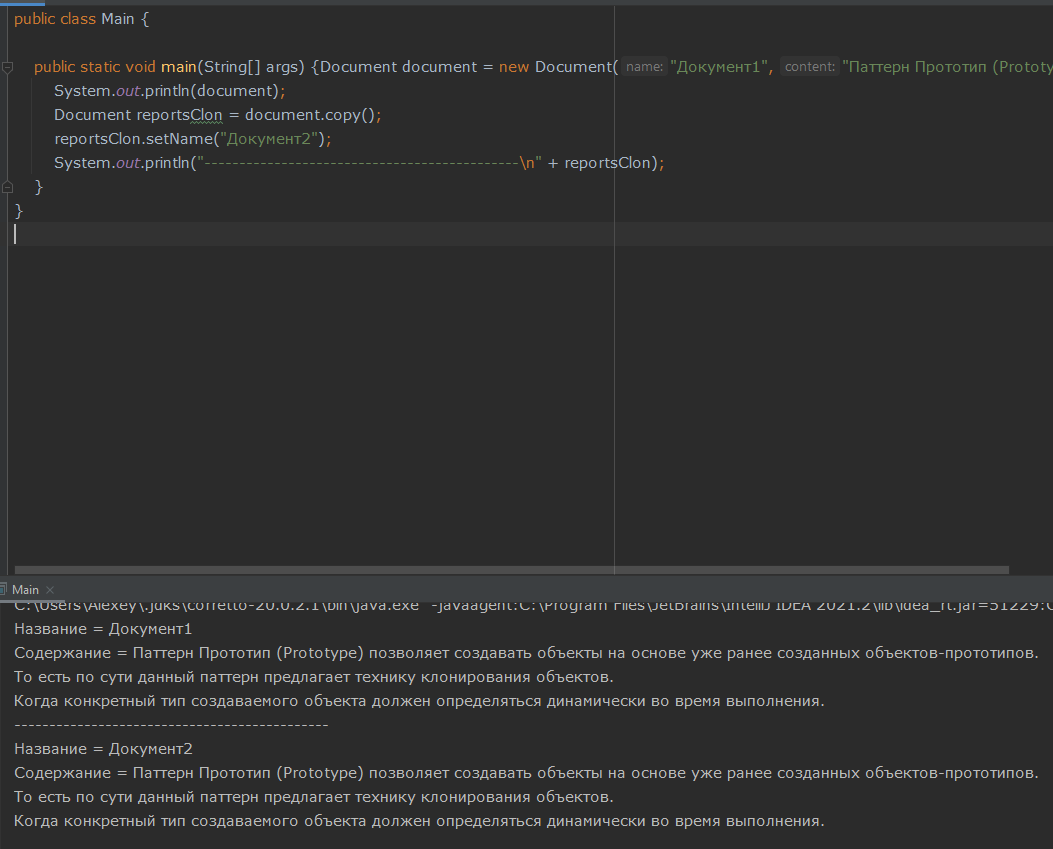 public class Main {
public static void main(String[] args) {Document document = new Document( name: "Документ1", content: "Паттерн Прототип (Prototy
System.out.println(document);
Document reportsClon = document.copy();
reportsClon.setName("Документ2");
System.out.println("---------------------------------------------\n" + reportsClon);
}
}
Main
C:\Users\Alexey\.jdks\corretto-20.0.2.1\bin\java.exe "-javaagent:C:\Program Files\JetBrains\IntelliJ IDEA 2021.2\lib\idea_rt.jar=51229:C
Название = Документ1
Содержание = Паттерн Прототип (Prototype) позволяет создавать объекты на основе уже ранее созданных объектов-прототипов.
То есть по сути данный паттерн предлагает технику клонирования объектов.
Когда конкретный тип создаваемого объекта должен определяться динамически во время выполнения.
---------------------------------------------
Название = Документ2
Содержание = Паттерн Прототип (Prototype) позволяет создавать объекты на основе уже ранее созданных объектов-прототипов.
То есть по сути данный паттерн предлагает технику клонирования объектов.
Когда конкретный тип создаваемого объекта должен определяться динамически во время выполнения.